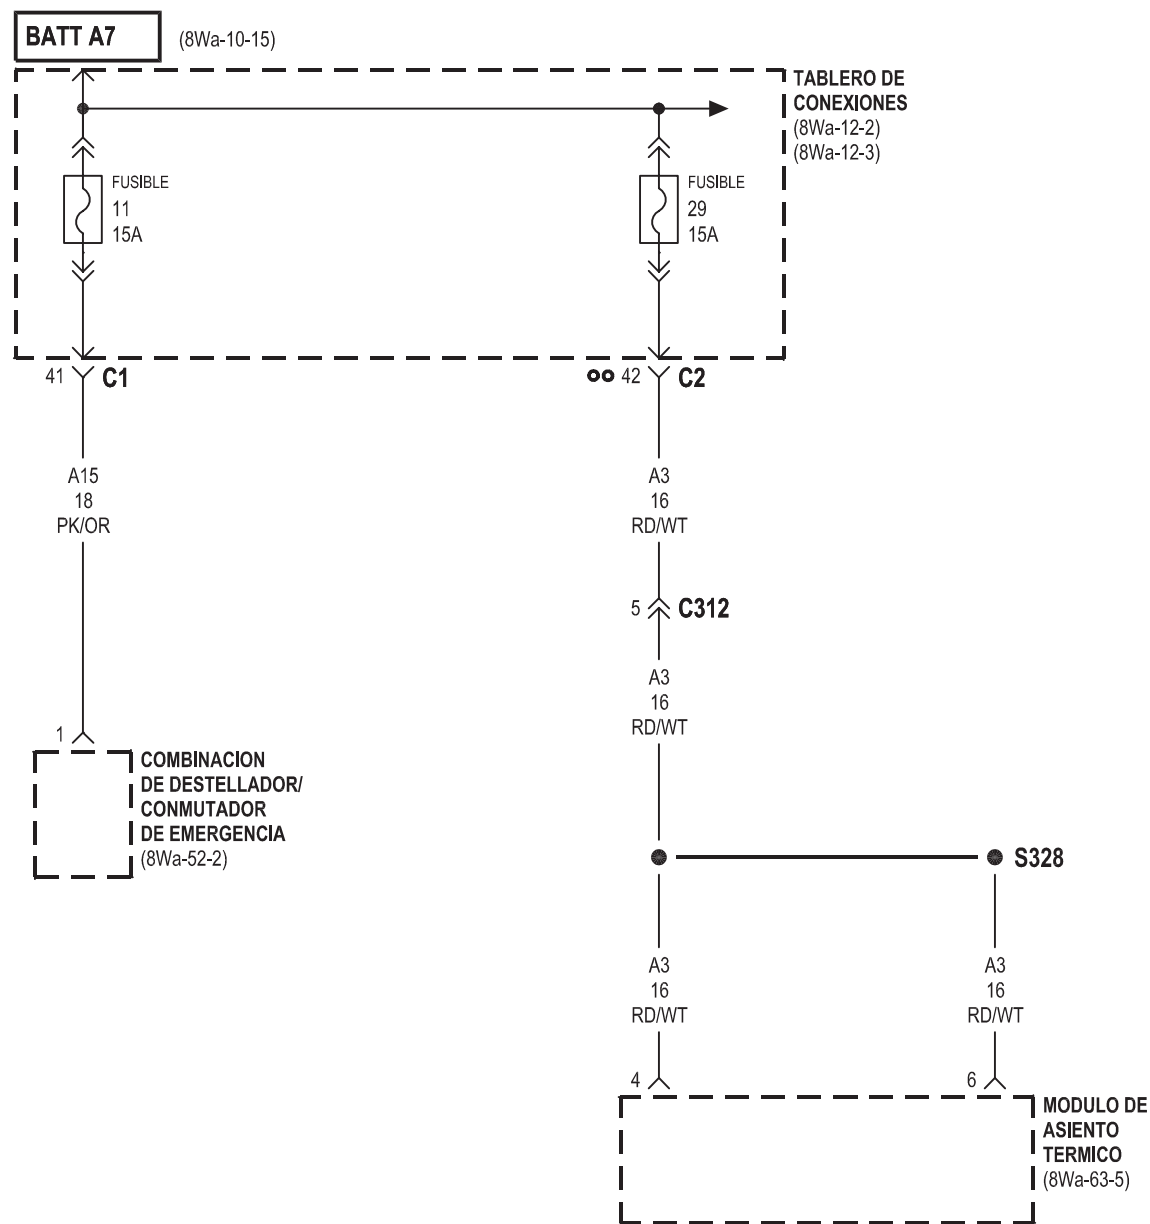 BATT A7
(8Wa-10-15)
TABLERO DE
CONEXIONES
(8Wa-12-2)
(8Wa-12-3)
FUSIBLE
11
15A
FUSIBLE
29
15A
41
C1
42
C2
A15
18
PK/OR
A3
16
RD/WT
5
C312
A3
16
RD/WT
1
COMBINACION
DE DESTELLADOR/
CONMUTADOR
DE EMERGENCIA
(8Wa-52-2)
S328
A3
16
RD/WT
A3
16
RD/WT
4
6
MODULO DE
ASIENTO
TERMICO
(8Wa-63-5)